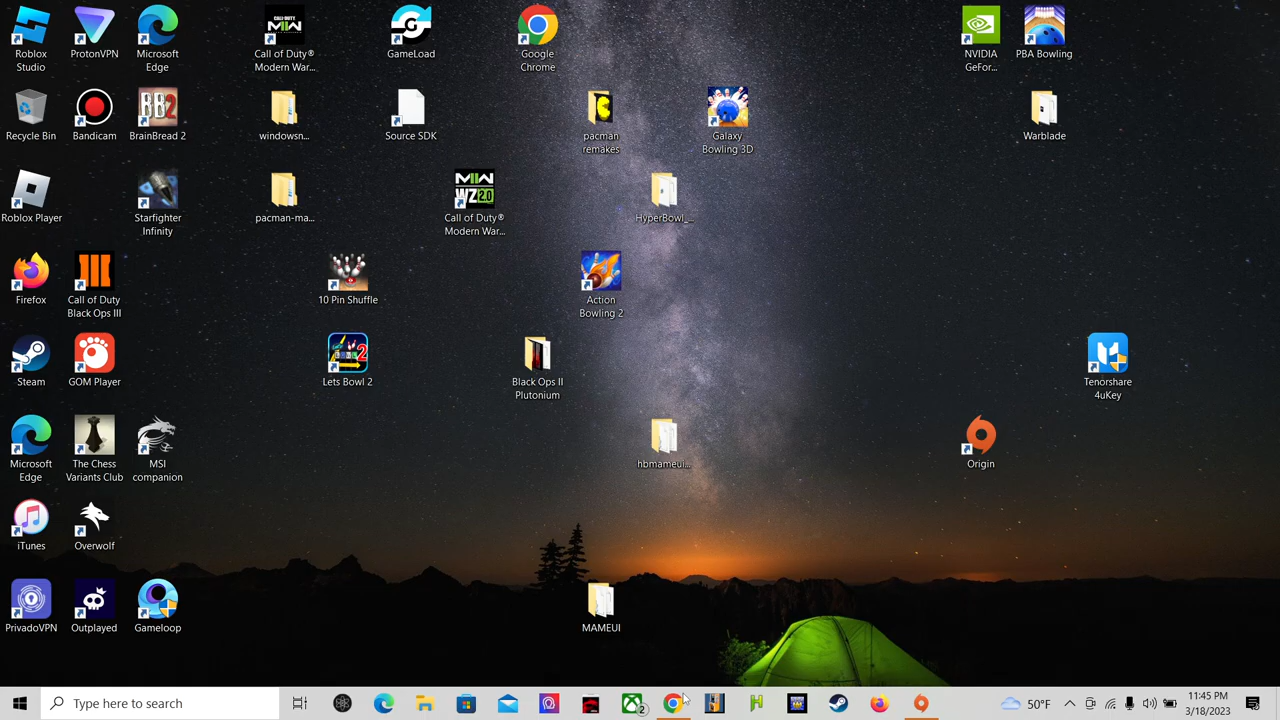 Roblox Studio
ProtonVPN
Microsoft Edge
Call of Duty® Modern War...
GameLoad
Google Chrome
NVIDIA GeFor...
PBA Bowling
Recycle Bin
Bandicam
BrainBread 2
windowsn...
Source SDK
pacman remakes
Galaxy Bowling 3D
Warblade
Roblox Player
Starfighter Infinity
pacman-ma...
Call of Duty® Modern War...
HyperBowl_...
Firefox
Call of Duty Black Ops III
10 Pin Shuffle
Action Bowling 2
Steam
GOM Player
Lets Bowl 2
Black Ops II Plutonium
Tenorshare 4uKey
Microsoft Edge
The Chess Variants Club
MSI companion
hbmameui...
Origin
iTunes
Overwolf
PrivadoVPN
Outplayed
Gameloop
MAMEUI
Type here to search
2
50°F
11:45 PM
3/18/2023